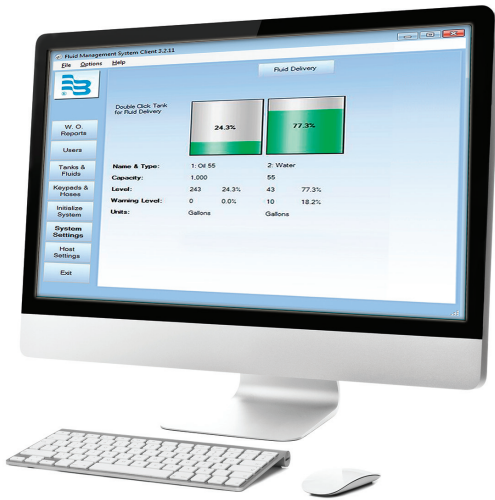 Fluid Management System Client 3.2.11
File Options Help
Fluid Delivery
Double Click Tank
for Fluid Delivery
24.3%
77.3%
W. O.
Reports
Users
Tanks &
Fluids
Keypads &
Hoses
Initialize
System
System
Settings
Host
Settings
Exit
Name & Type: 1: Oil 55 2: Water
Capacity: 1,000 55
Level: 243 24.3% 43 77.3%
Warning Level: 0 0.0% 10 18.2%
Units: Gallons Gallons